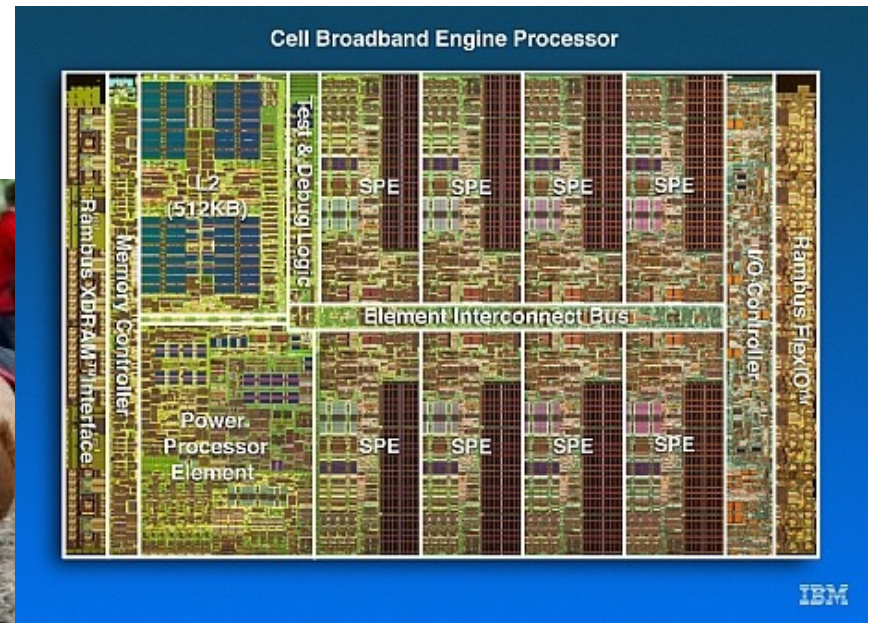 Cell Broadband Engine Processor
Rambus XDRAM™ Interface
Memory Controller
L2
(512KB)
Test & Debug Logic
SPE
SPE
SPE
SPE
I/O Controller
Rambus FlexIO™
Element Interconnect Bus
Power
Processor
Element
SPE
SPE
SPE
SPE
IBM